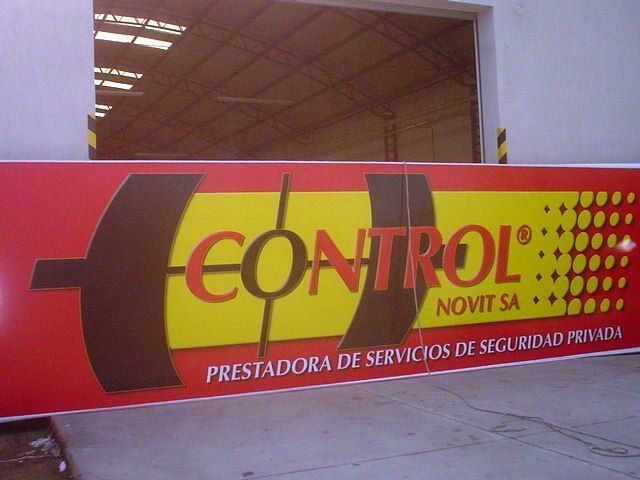 CONTROL®
NOVIT SA
PRESTADORA DE SERVICIOS DE SEGURIDAD PRIVADA